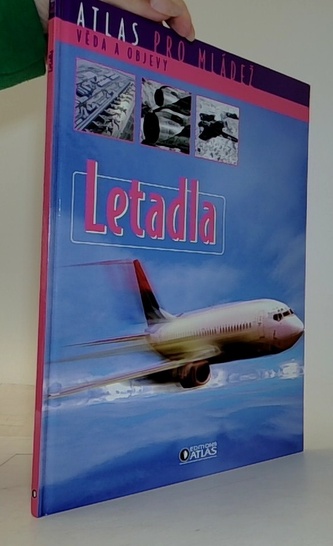 ATLAS PRO MLÁDEŽ
VĚDA A OBJEVY
Letadla
EDITIONS
ATLAS